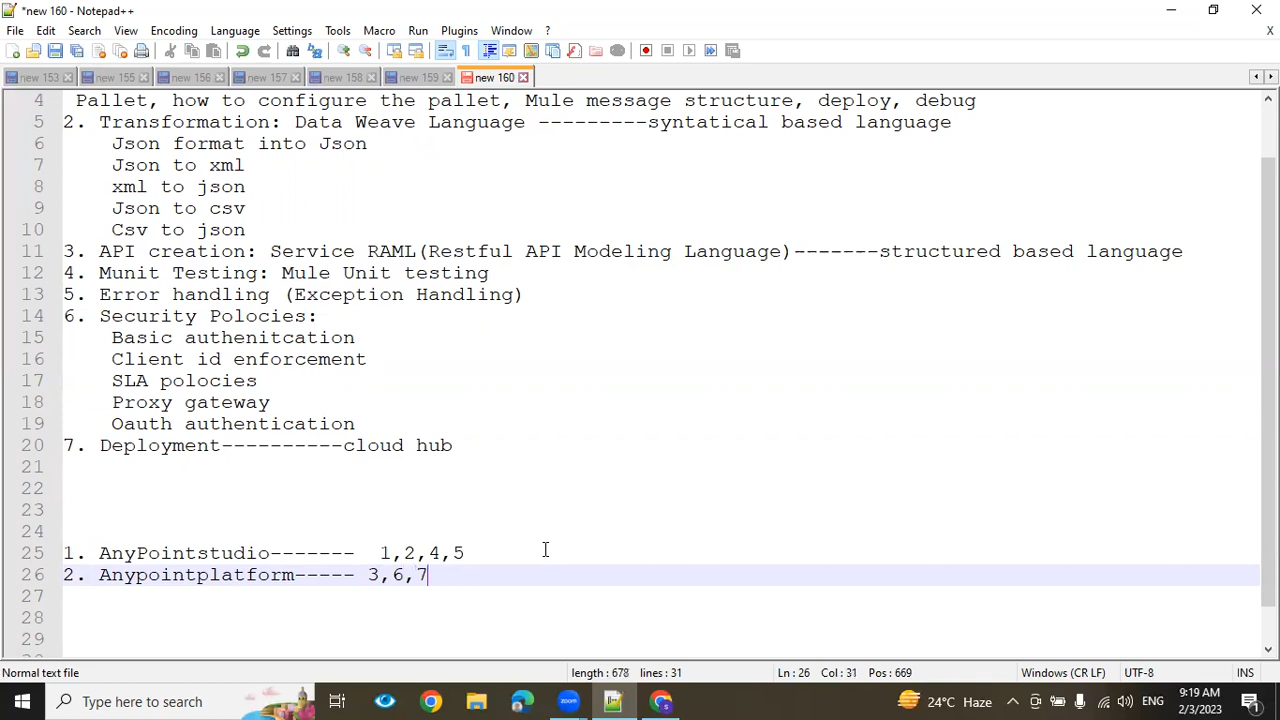 *new 160 - Notepad++
File Edit Search View Encoding Language Settings Tools Macro Run Plugins Window ? X
new 153 new 155 new 156 new 157 new 158 new 159 new 160
4 Pallet, how to configure the pallet, Mule message structure, deploy, debug
5 2. Transformation: Data Weave Language ---------syntatical based language
6 Json format into Json
7 Json to xml
8 xml to json
9 Json to csv
10 Csv to json
11 3. API creation: Service RAML(Restful API Modeling Language)-------structured based language
12 4. Munit Testing: Mule Unit testing
13 5. Error handling (Exception Handling)
14 6. Security Polocies:
15 Basic authenitcation
16 Client id enforcement
17 SLA polocies
18 Proxy gateway
19 Oauth authentication
20 7. Deployment----------cloud hub
21
22
23
24
25 1. AnyPointstudio------- 1,2,4,5
26 2. Anypointplatform----- 3,6,7
27
28
29
Normal text file length : 678 lines : 31 Ln : 26 Col : 31 Pos : 669 Windows (CR LF) UTF-8 INS
Type here to search zoom 24°C Haze ENG 9:19 AM
2/3/2023 1